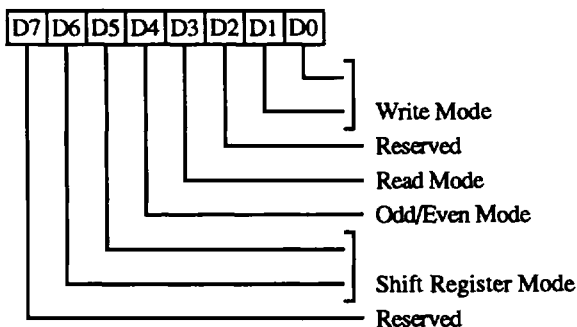 D7 D6 D5 D4 D3 D2 D1 D0
Write Mode
Reserved
Read Mode
Odd/Even Mode
Shift Register Mode
Reserved